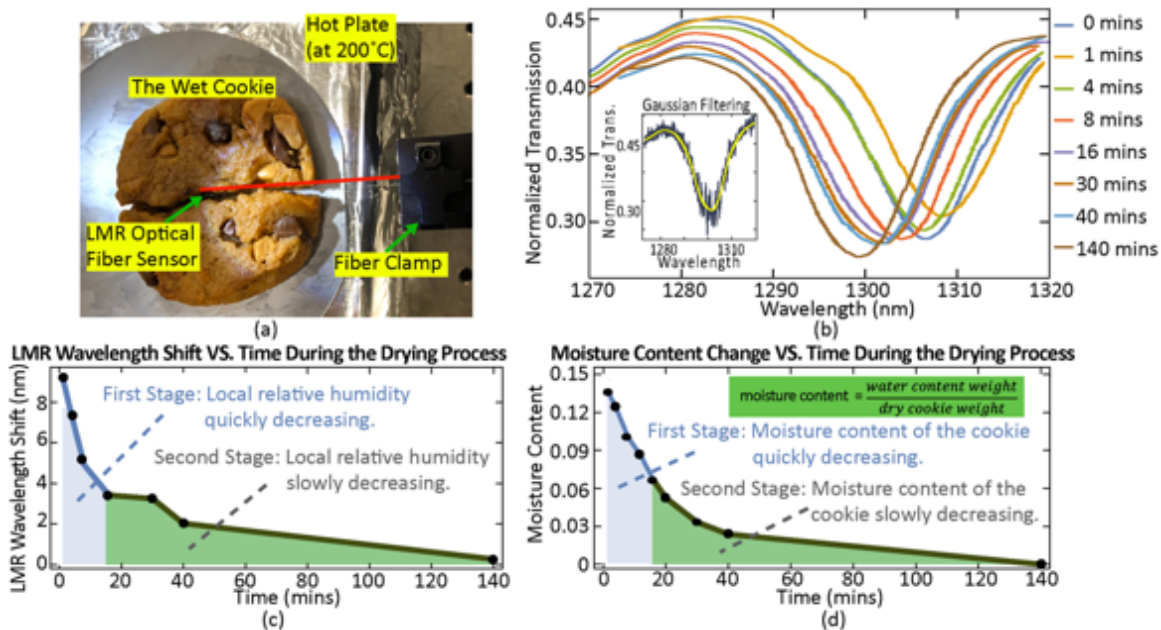 Hot Plate
(at 200˚C)
The Wet Cookie
LMR Optical
Fiber Sensor
Fiber Clamp
(a)
(b)
Normalized Transmission
0.45
0.40
0.35
0.30
1270
1280
1290
1300
1310
1320
Wavelength (nm)
0 mins
1 mins
4 mins
8 mins
16 mins
30 mins
40 mins
140 mins
Gaussian Filtering
Normalized Trans.
0.45
0.30
1280
1310
Wavelength
LMR Wavelength Shift VS. Time During the Drying Process
LMR Wavelength Shift (nm)
8
6
4
2
0
First Stage: Local relative humidity
quickly decreasing.
Second Stage: Local relative humidity
slowly decreasing.
0
20
40
60
80
100
120
140
Time (mins)
(c)
Moisture Content Change VS. Time During the Drying Process
Moisture Content
0.15
0.12
0.09
0.06
0.03
0
moisture content = water content weight
dry cookie weight
First Stage: Moisture content of the cookie
quickly decreasing.
Second Stage: Moisture content of the
cookie slowly decreasing.
0
20
40
60
80
100
120
140
Time (mins)
(d)